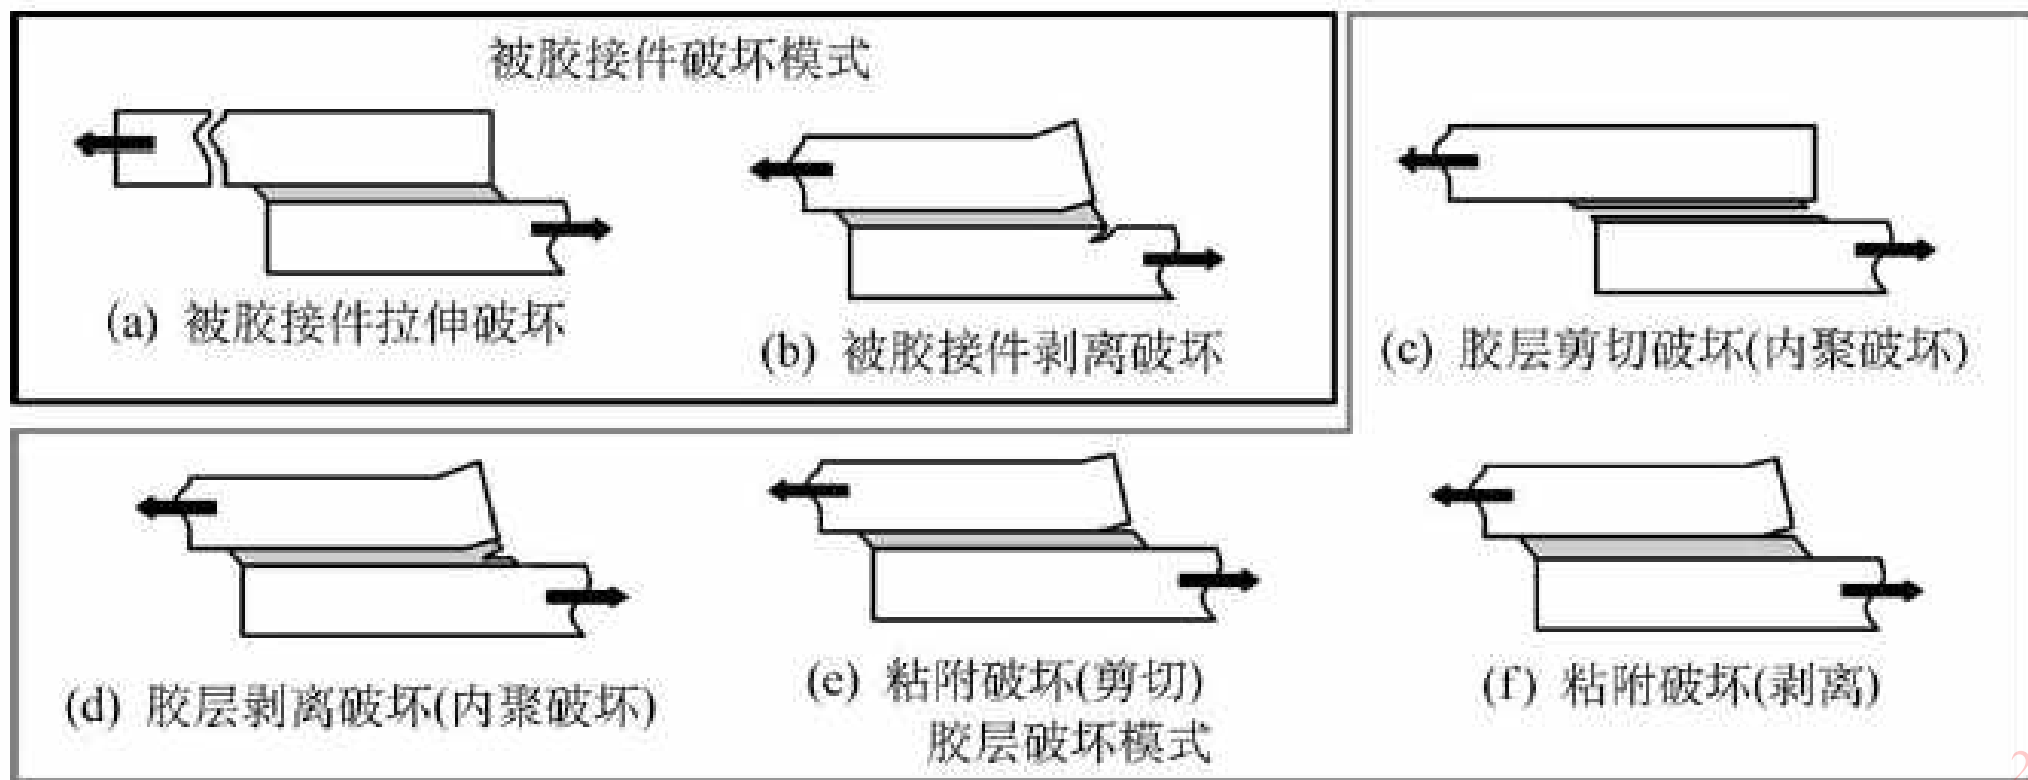 被胶接件破坏模式
(a) 被胶接件拉伸破坏
(b) 被胶接件剥离破坏
(c) 胶层剪切破坏(内聚破坏)
(d) 胶层剥离破坏(内聚破坏)
(e) 粘附破坏(剪切)
(f) 粘附破坏(剥离)
胶层破坏模式
2